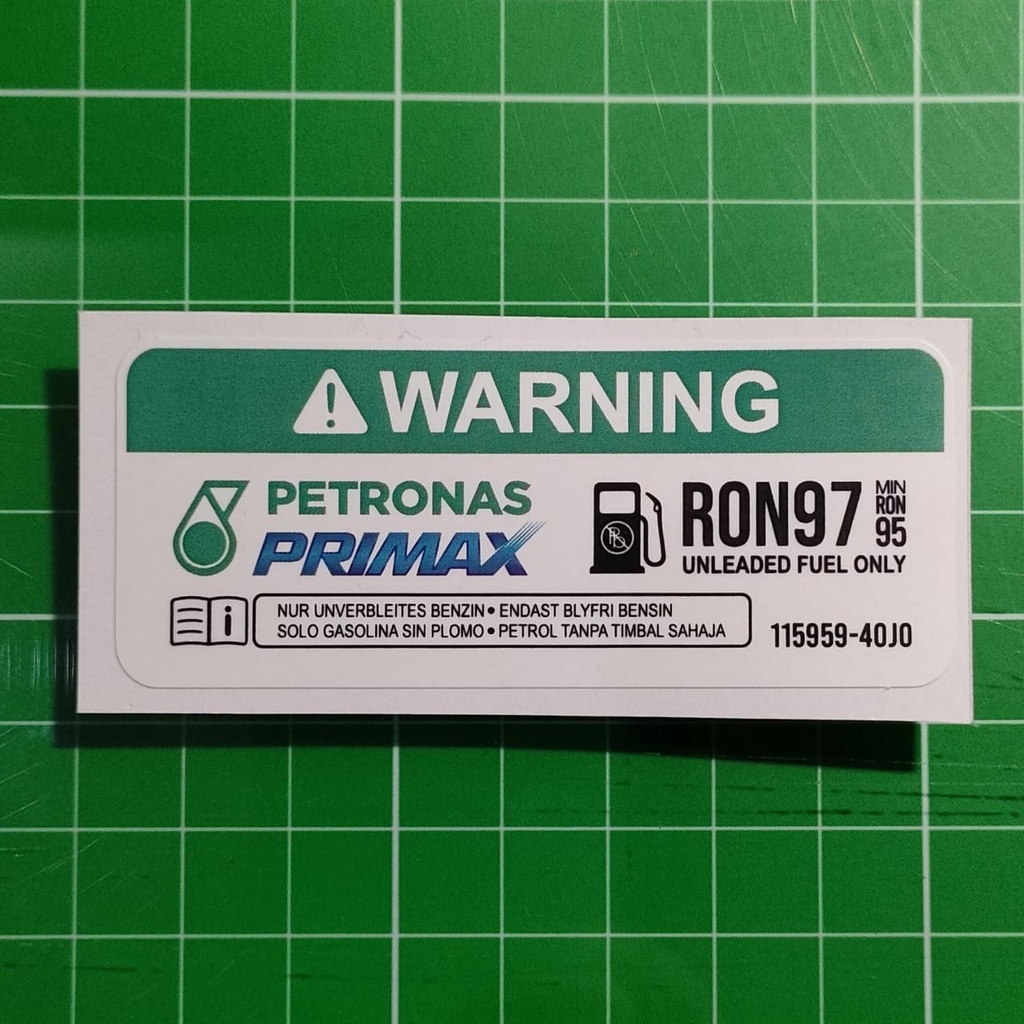 WARNING
PETRONAS
PRIMAX
Pb
RON97 MIN RON 95
UNLEADED FUEL ONLY
i
NUR UNVERBLEITES BENZIN • ENDAST BLYFRI BENSIN
SOLO GASOLINA SIN PLOMO • PETROL TANPA TIMBAL SAHAJA
115959-40J0